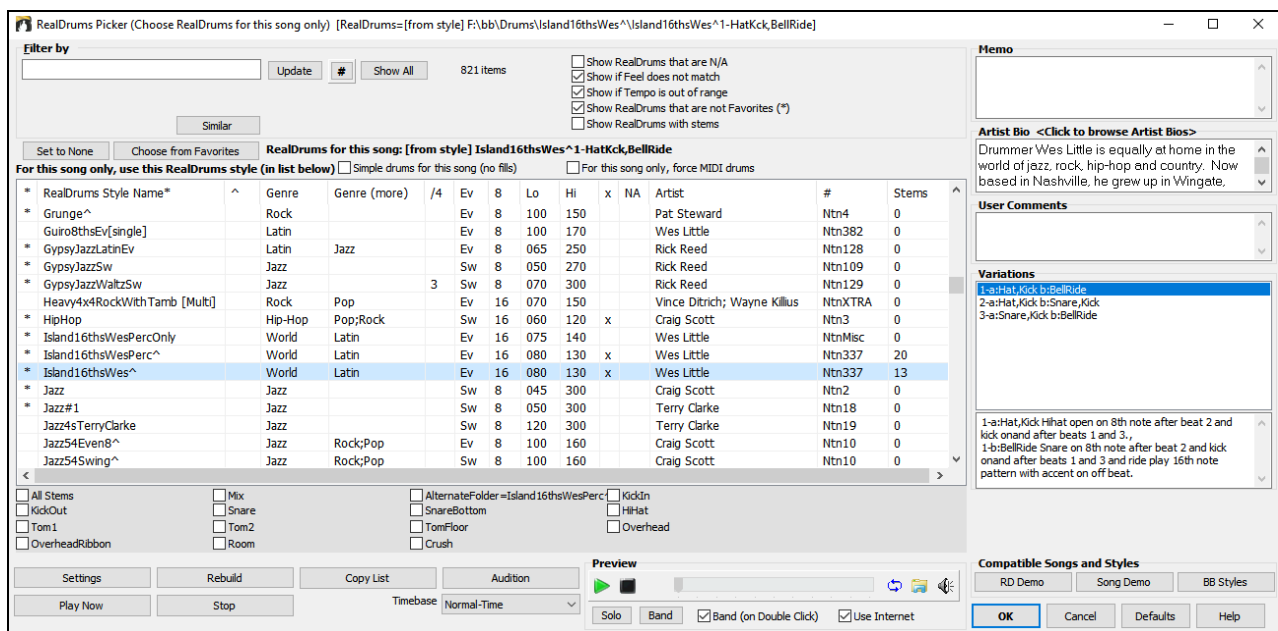 RealDrums Picker (Choose RealDrums for this song only) [RealDrums=[from style] F:\bb\Drums\Island16thsWes^\Island16thsWes^1-HatKck,BellRide]
Filter by
Update # Show All 821 items
Similar
Show RealDrums that are N/A
Show if Feel does not match
Show if Tempo is out of range
Show RealDrums that are not Favorites (*)
Show RealDrums with stems
Set to None Choose from Favorites RealDrums for this song: [from style] Island16thsWes^1-HatKck,BellRide
For this song only, use this RealDrums style (in list below) Simple drums for this song (no fills) For this song only, force MIDI drums
* RealDrums Style Name* ^ Genre Genre (more) /4 Ev 8 Lo Hi x NA Artist # Stems
* Grunge^ Rock Ev 8 100 150 Pat Steward Ntn4 0
Guiro8thsEv[single] Latin Ev 8 100 170 Wes Little Ntn382 0
* GypsyJazzLatinEv Latin Jazz Ev 8 065 250 Rick Reed Ntn128 0
* GypsyJazzSw Jazz Sw 8 050 270 Rick Reed Ntn109 0
* GypsyJazzWaltzSw Jazz 3 Sw 8 070 300 Rick Reed Ntn129 0
Heavy4x4RockWithTamb [Multi] Rock Pop Ev 16 070 150 Vince Ditrich; Wayne Killius NtnXTRA 0
* HipHop Hip-Hop Pop;Rock Sw 16 060 120 x Craig Scott Ntn3 0
* Island16thsWesPercOnly World Latin Ev 16 075 140 Wes Little NtnMisc 0
* Island16thsWesPerc^ World Latin Ev 16 080 130 x Wes Little Ntn337 20
* Island16thsWes^ World Latin Ev 16 080 130 x Wes Little Ntn337 13
* Jazz Jazz Sw 8 045 300 Craig Scott Ntn2 0
* Jazz#1 Jazz Sw 8 050 300 Terry Clarke Ntn18 0
Jazz4sTerryClarke Jazz Sw 8 120 300 Terry Clarke Ntn19 0
Jazz54Even8^ Jazz Rock;Pop Ev 8 100 160 Craig Scott Ntn10 0
Jazz54Swing^ Jazz Rock;Pop Sw 8 100 160 Craig Scott Ntn10 0
All Stems Mix AlternateFolder=Island16thsWesPerc^ KickIn
KickOut Snare SnareBottom HiHat
Tom1 Tom2 TomFloor Overhead
OverheadRibbon Room Crush
Settings Rebuild Copy List Audition
Play Now Stop Timebase Normal-Time
Preview
Solo Band Band (on Double Click) Use Internet
Memo
Artist Bio <Click to browse Artist Bios>
Drummer Wes Little is equally at home in the
world of jazz, rock, hip-hop and country. Now
based in Nashville, he grew up in Wingate,
User Comments
Variations
1-a:Hat,Kick b:BellRide
2-a:Hat,Kick b:Snare,Kick
3-a:Snare,Kick b:BellRide
1-a:Hat,Kick Hihat open on 8th note after beat 2 and
kick onand after beats 1 and 3.,
1-b:BellRide Snare on 8th note after beat 2 and kick
onand after beats 1 and 3 and ride play 16th note
pattern with accent on off beat.
Compatible Songs and Styles
RD Demo Song Demo BB Styles
OK Cancel Defaults Help